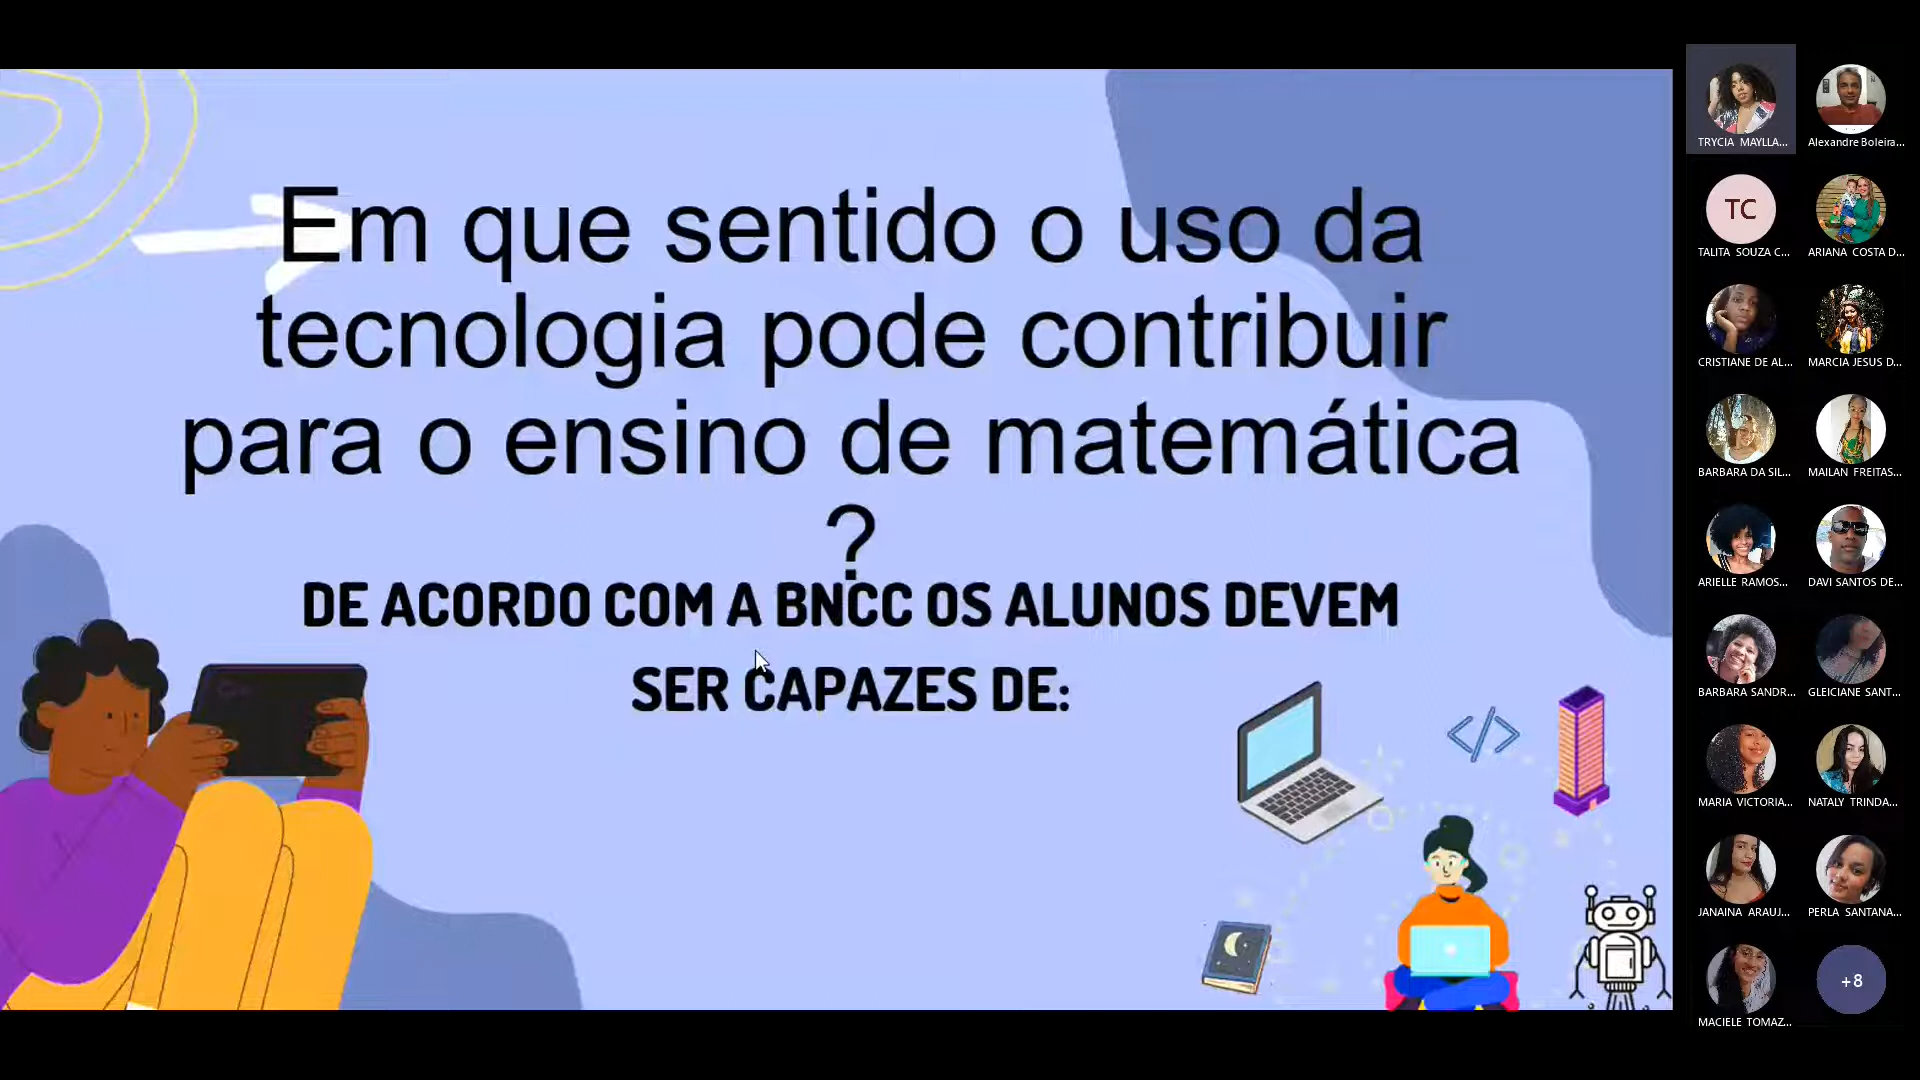 Em que sentido o uso da
tecnologia pode contribuir
para o ensino de matemática
?
DE ACORDO COM A BNCC OS ALUNOS DEVEM
SER CAPAZES DE:
</>
TRYCIA MAYLLA...
Alexandre Boleira...
TC
TALITA SOUZA C...
ARIANA COSTA D...
CRISTIANE DE AL...
MARCIA JESUS D...
BARBARA DA SIL...
MAILAN FREITAS...
ARIELLE RAMOS...
DAVI SANTOS DE...
BARBARA SANDR...
GLEICIANE SANT...
MARIA VICTORIA...
NATALY TRINDA...
JANAINA ARAUJ...
PERLA SANTANA...
MACIELE TOMAZ...
+8